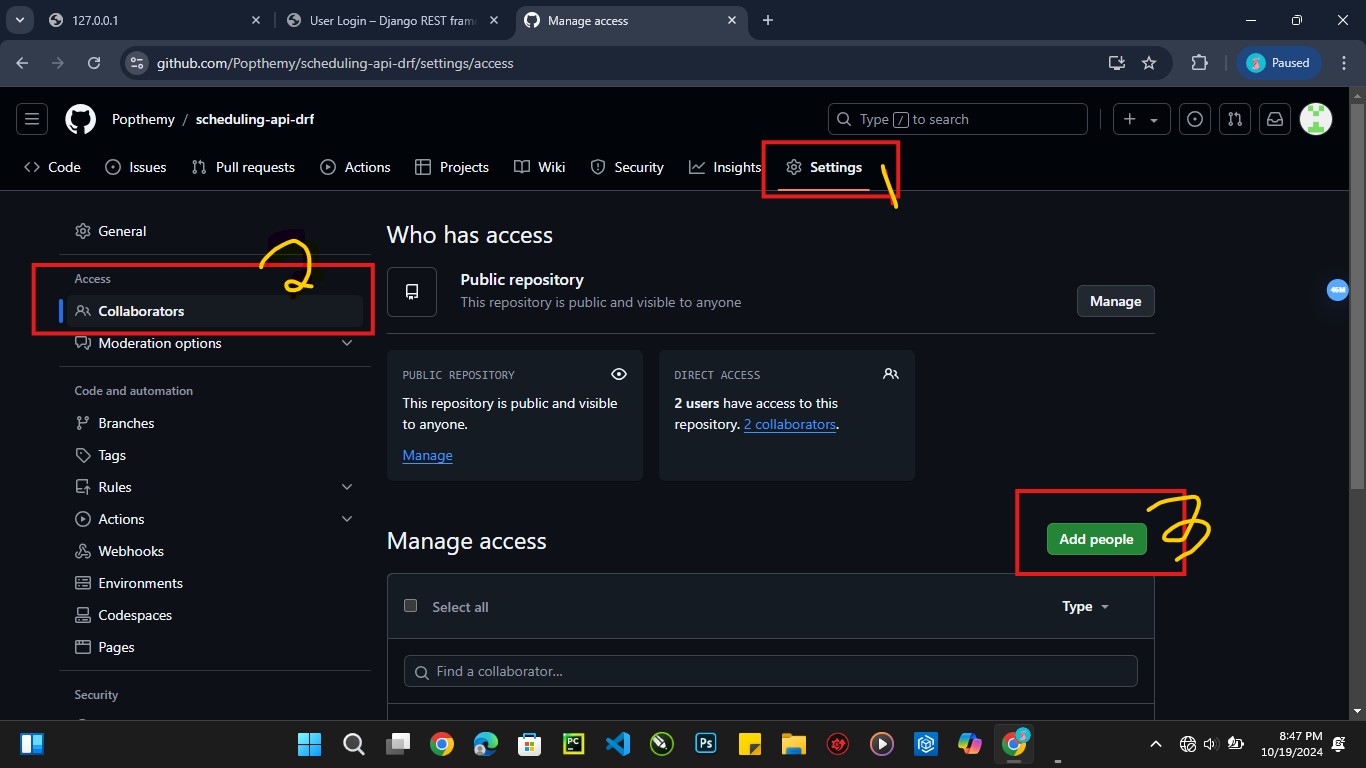 127.0.0.1
User Login – Django REST fram
Manage access
github.com/Popthemy/scheduling-api-drf/settings/access
Paused
Popthemy / scheduling-api-drf
Type / to search
Code Issues Pull requests Actions Projects Wiki Security Insights Settings 1
General
2
Access
Collaborators
Moderation options
Code and automation
Branches
Tags
Rules
Actions
Webhooks
Environments
Codespaces
Pages
Security
Who has access
Public repository
This repository is public and visible to anyone
Manage
PUBLIC REPOSITORY
This repository is public and visible
to anyone.
Manage
DIRECT ACCESS
2 users have access to this
repository. 2 collaborators.
Manage access
Add people 3
Select all
Type
Find a collaborator...
PC
Ps
8:47 PM
10/19/2024